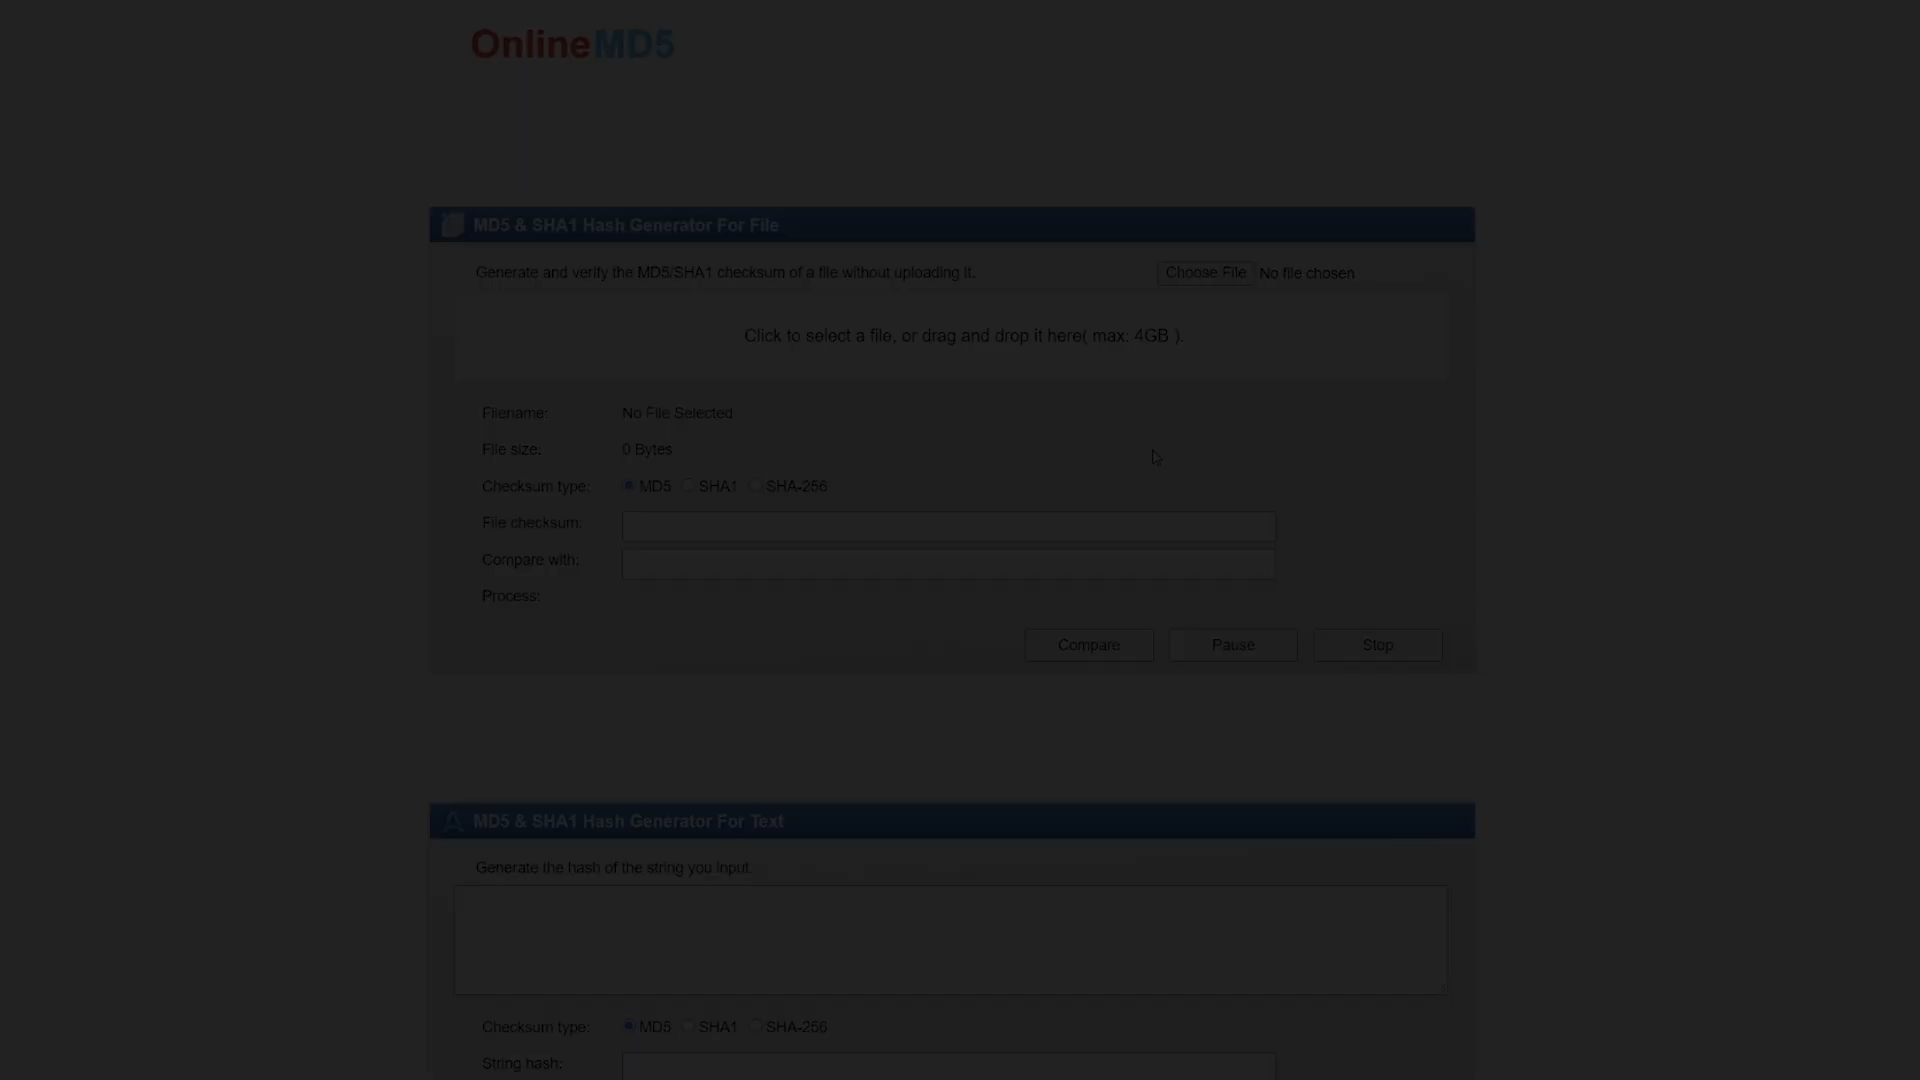 OnlineMD5
MD5 & SHA1 Hash Generator For File
Generate and verify the MD5/SHA1 checksum of a file without uploading it.
Choose File No file chosen
Click to select a file, or drag and drop it here( max: 4GB ).
Filename: No File Selected
File size: 0 Bytes
Checksum type: MD5 SHA1 SHA-256
File checksum:
Compare with:
Process:
Compare Pause Stop
MD5 & SHA1 Hash Generator For Text
Generate the hash of the string you input.
Checksum type: MD5 SHA1 SHA-256
String hash: